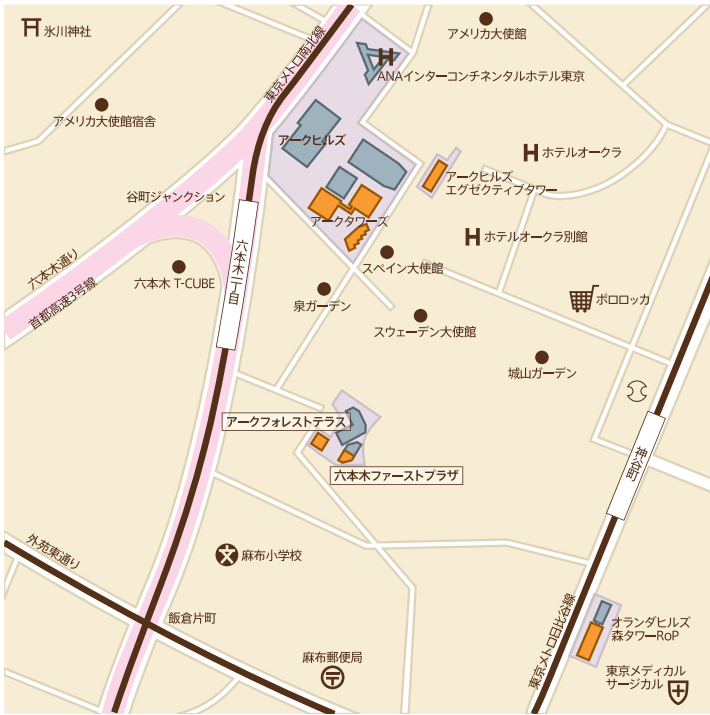 氷川神社
東京メトロ南北線
アメリカ大使館
ANAインターコンチネンタルホテル東京
アメリカ大使館宿舎
アークヒルズ
ホテルオークラ
アークヒルズ
エグゼクティブタワー
谷町ジャンクション
アークタワーズ
ホテルオークラ別館
六本木通り
首都高速3号線
六本木一丁目
六本木 T-CUBE
スペイン大使館
泉ガーデン
ポロロッカ
スウェーデン大使館
城山ガーデン
アークフォレストテラス
六本木ファーストプラザ
神谷町
外苑東通り
麻布小学校
飯倉片町
東京メトロ日比谷線
オランダヒルズ
森タワーRoP
麻布郵便局
東京メディカル
サージカル